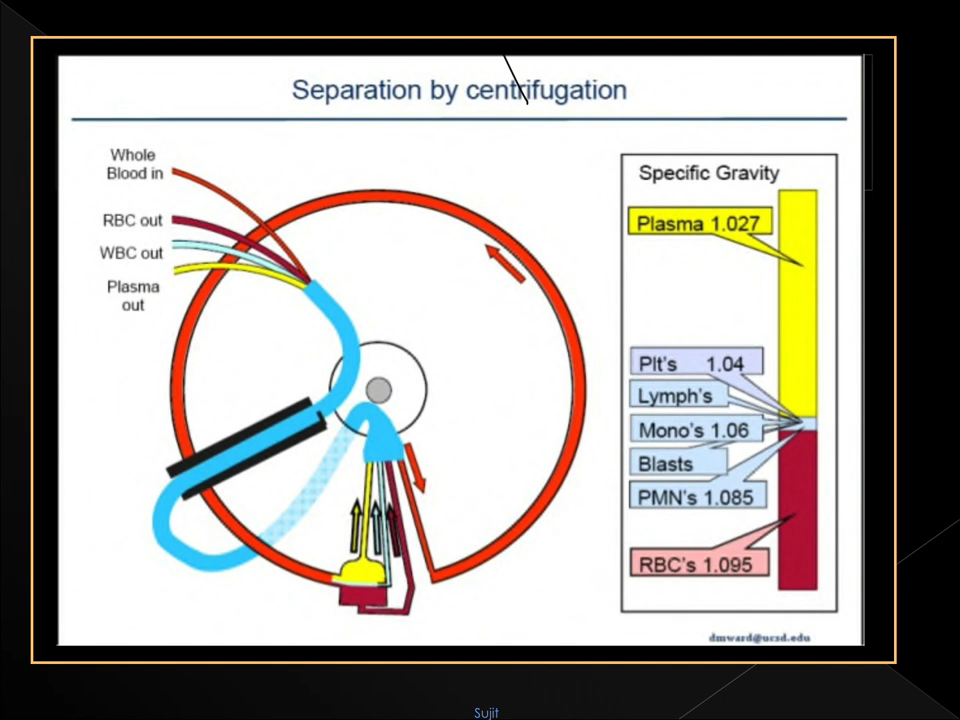 Separation by centrifugation
Whole
Blood in
RBC out
WBC out
Plasma
out
Specific Gravity
Plasma 1.027
Plt's 1.04
Lymph's
Mono's 1.06
Blasts
PMN's 1.085
RBC's 1.095
dmward@ucsd.edu
Sujit